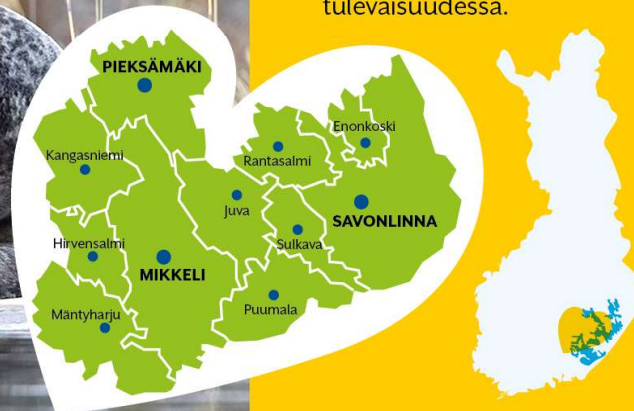 tulevaisuudessa.
PIEKSÄMÄKI
Enonkoski
Kangasniemi
Rantasalmi
Juva
SAVONLINNA
Sulkava
Hirvensalmi
MIKKELI
Puumala
Mäntyharju